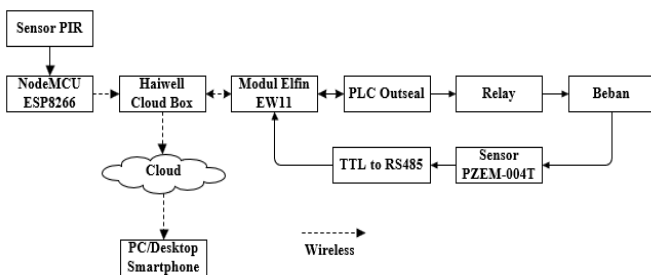 Sensor PIR
NodeMCU
ESP8266
Haiwell
Cloud Box
Modul Elfin
EW11
PLC Outseal
Relay
Beban
Cloud
TTL to RS485
Sensor
PZEM-004T
PC/Desktop
Smartphone
Wireless